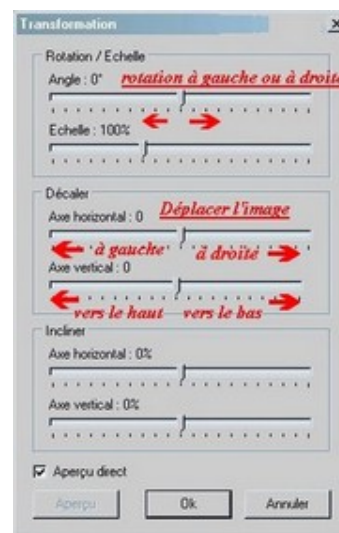 Transformation
Rotation / Echelle
Angle : 0° rotation à gauche ou à droite
Echelle : 100%
Décaler
Axe horizontal : 0 Déplacer l'image
à gauche à droite
Axe vertical : 0
vers le haut vers le bas
Incliner
Axe horizontal : 0%
Axe vertical : 0%
Aperçu direct
Aperçu Ok Annuler